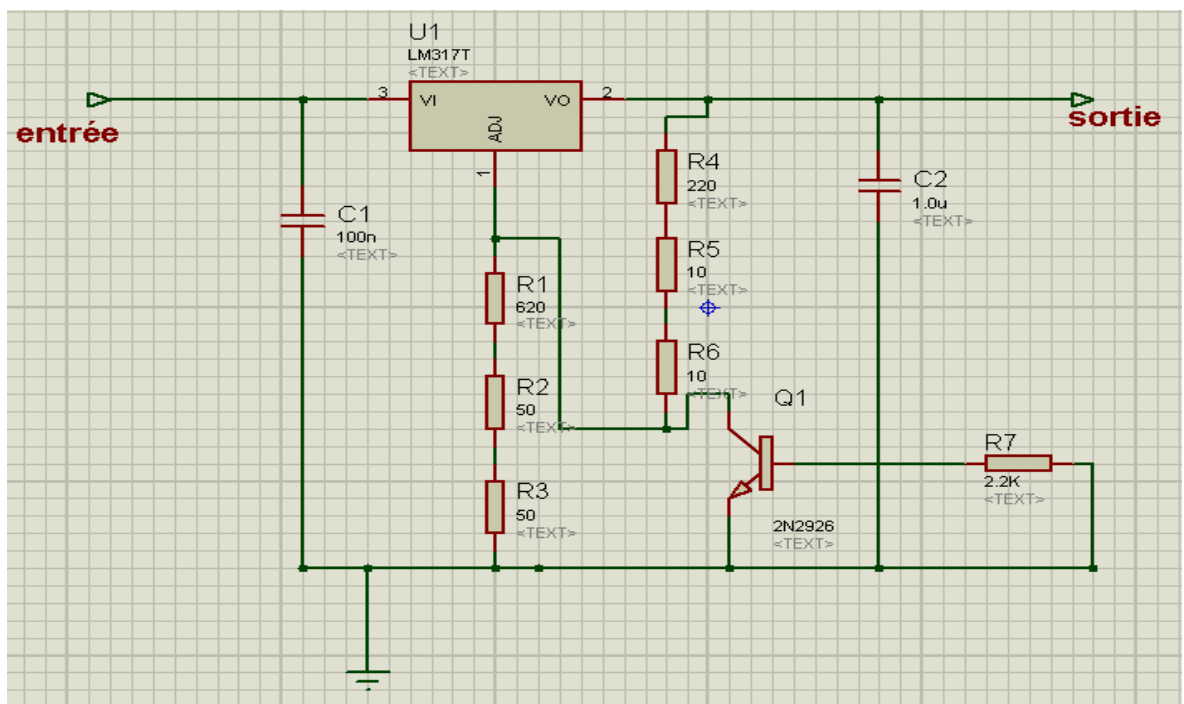 U1
LM317T
<TEXT>
3
VI
VO
2
ADJ
1
entrée
sortie
C1
100n
<TEXT>
R1
620
<TEXT>
R2
50
<TEXT>
R3
50
<TEXT>
R4
220
<TEXT>
R5
10
<TEXT>
R6
10
<TEXT>
C2
1.0u
<TEXT>
Q1
2N2926
<TEXT>
R7
2.2K
<TEXT>